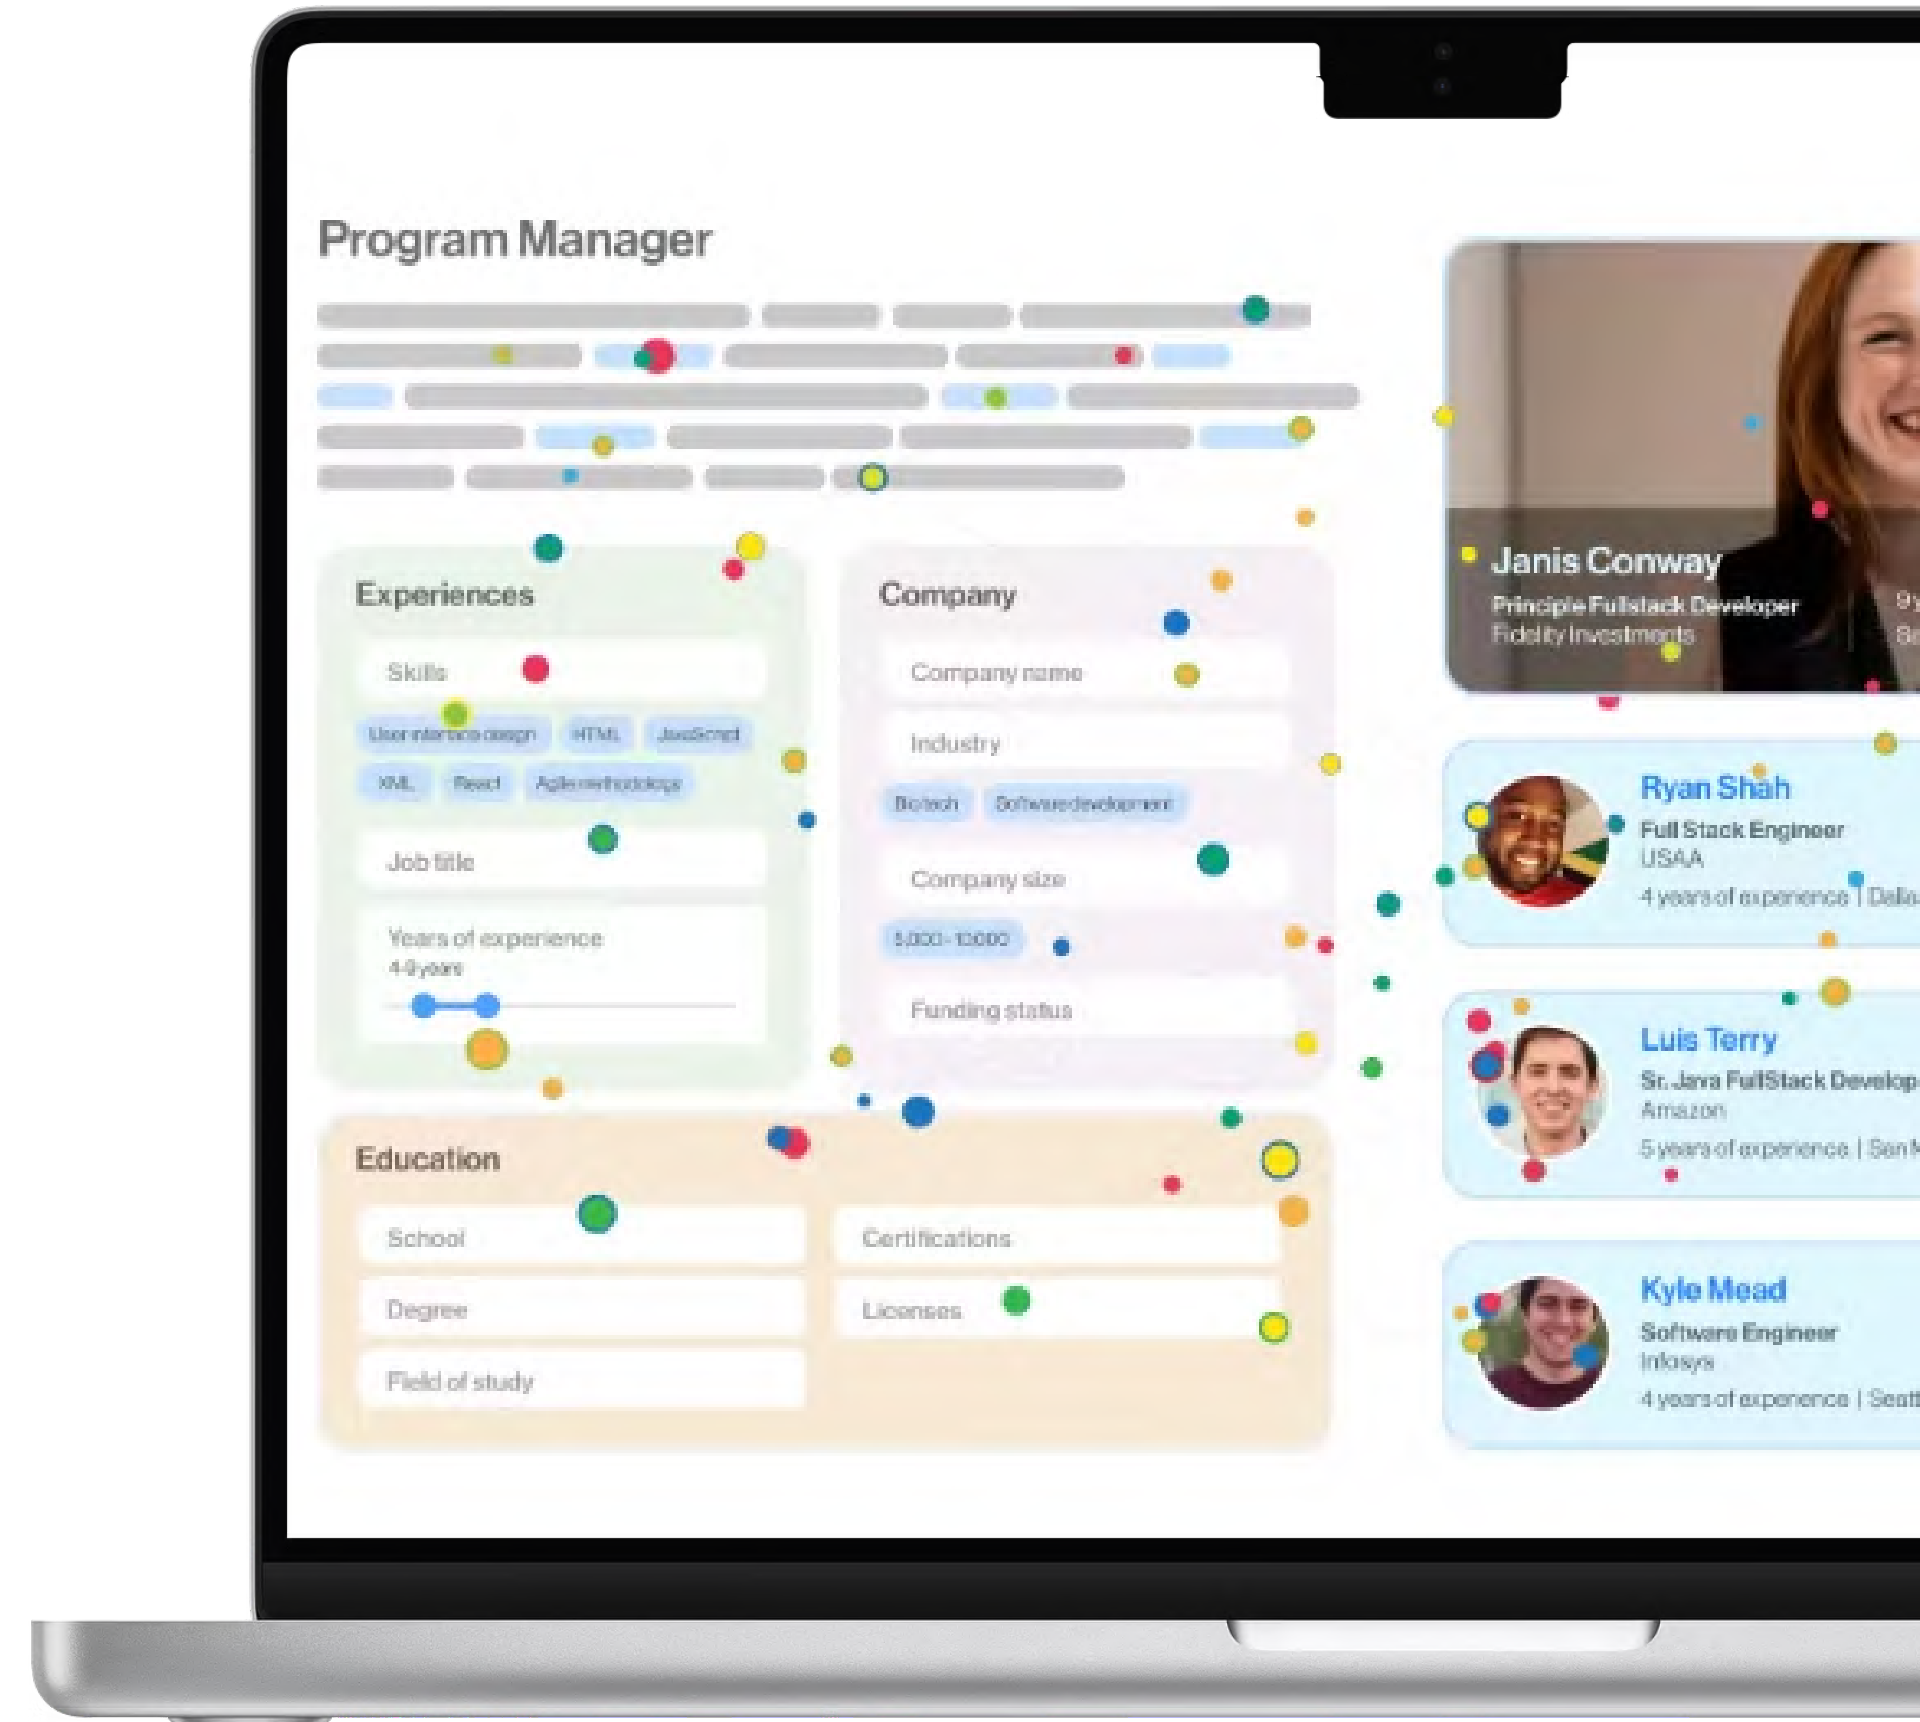 Program Manager
Experiences
Skills
User interface design HTML JavaScript
XML React Agile methodology
Job title
Years of experience
4-9 years
Company
Company name
Industry
Biotech Software development
Company size
5,000 - 10,000
Funding status
Education
School
Degree
Field of study
Certifications
Licenses
Janis Conway
Principle Fullstack Developer
Fidelity Investments
Ryan Shah
Full Stack Engineer
USAA
4 years of experience |
Luis Terry
Sr. Java FullStack
Amazon
5 years of experience |
Kyle Mead
Software Engineer
Infosys
4 years of experience |